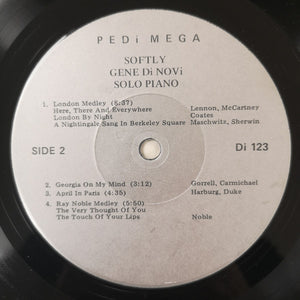 PEDi MEGA
SOFTLY
GENE Di NOVi
SOLO PIANO
1. London Medley (6:37)
Here, There And Everywhere Lennon, McCartney
London By Night Coates
A Nightingale Sang In Berkeley Square Maschwitz, Sherwin
SIDE 2 Di 123
2. Georgia On My Mind (3:12) Gorrell, Carmichael
3. April In Paris (4:35) Harburg, Duke
4. Ray Noble Medley (5:50)
The Very Thought Of You Noble
The Touch Of Your Lips